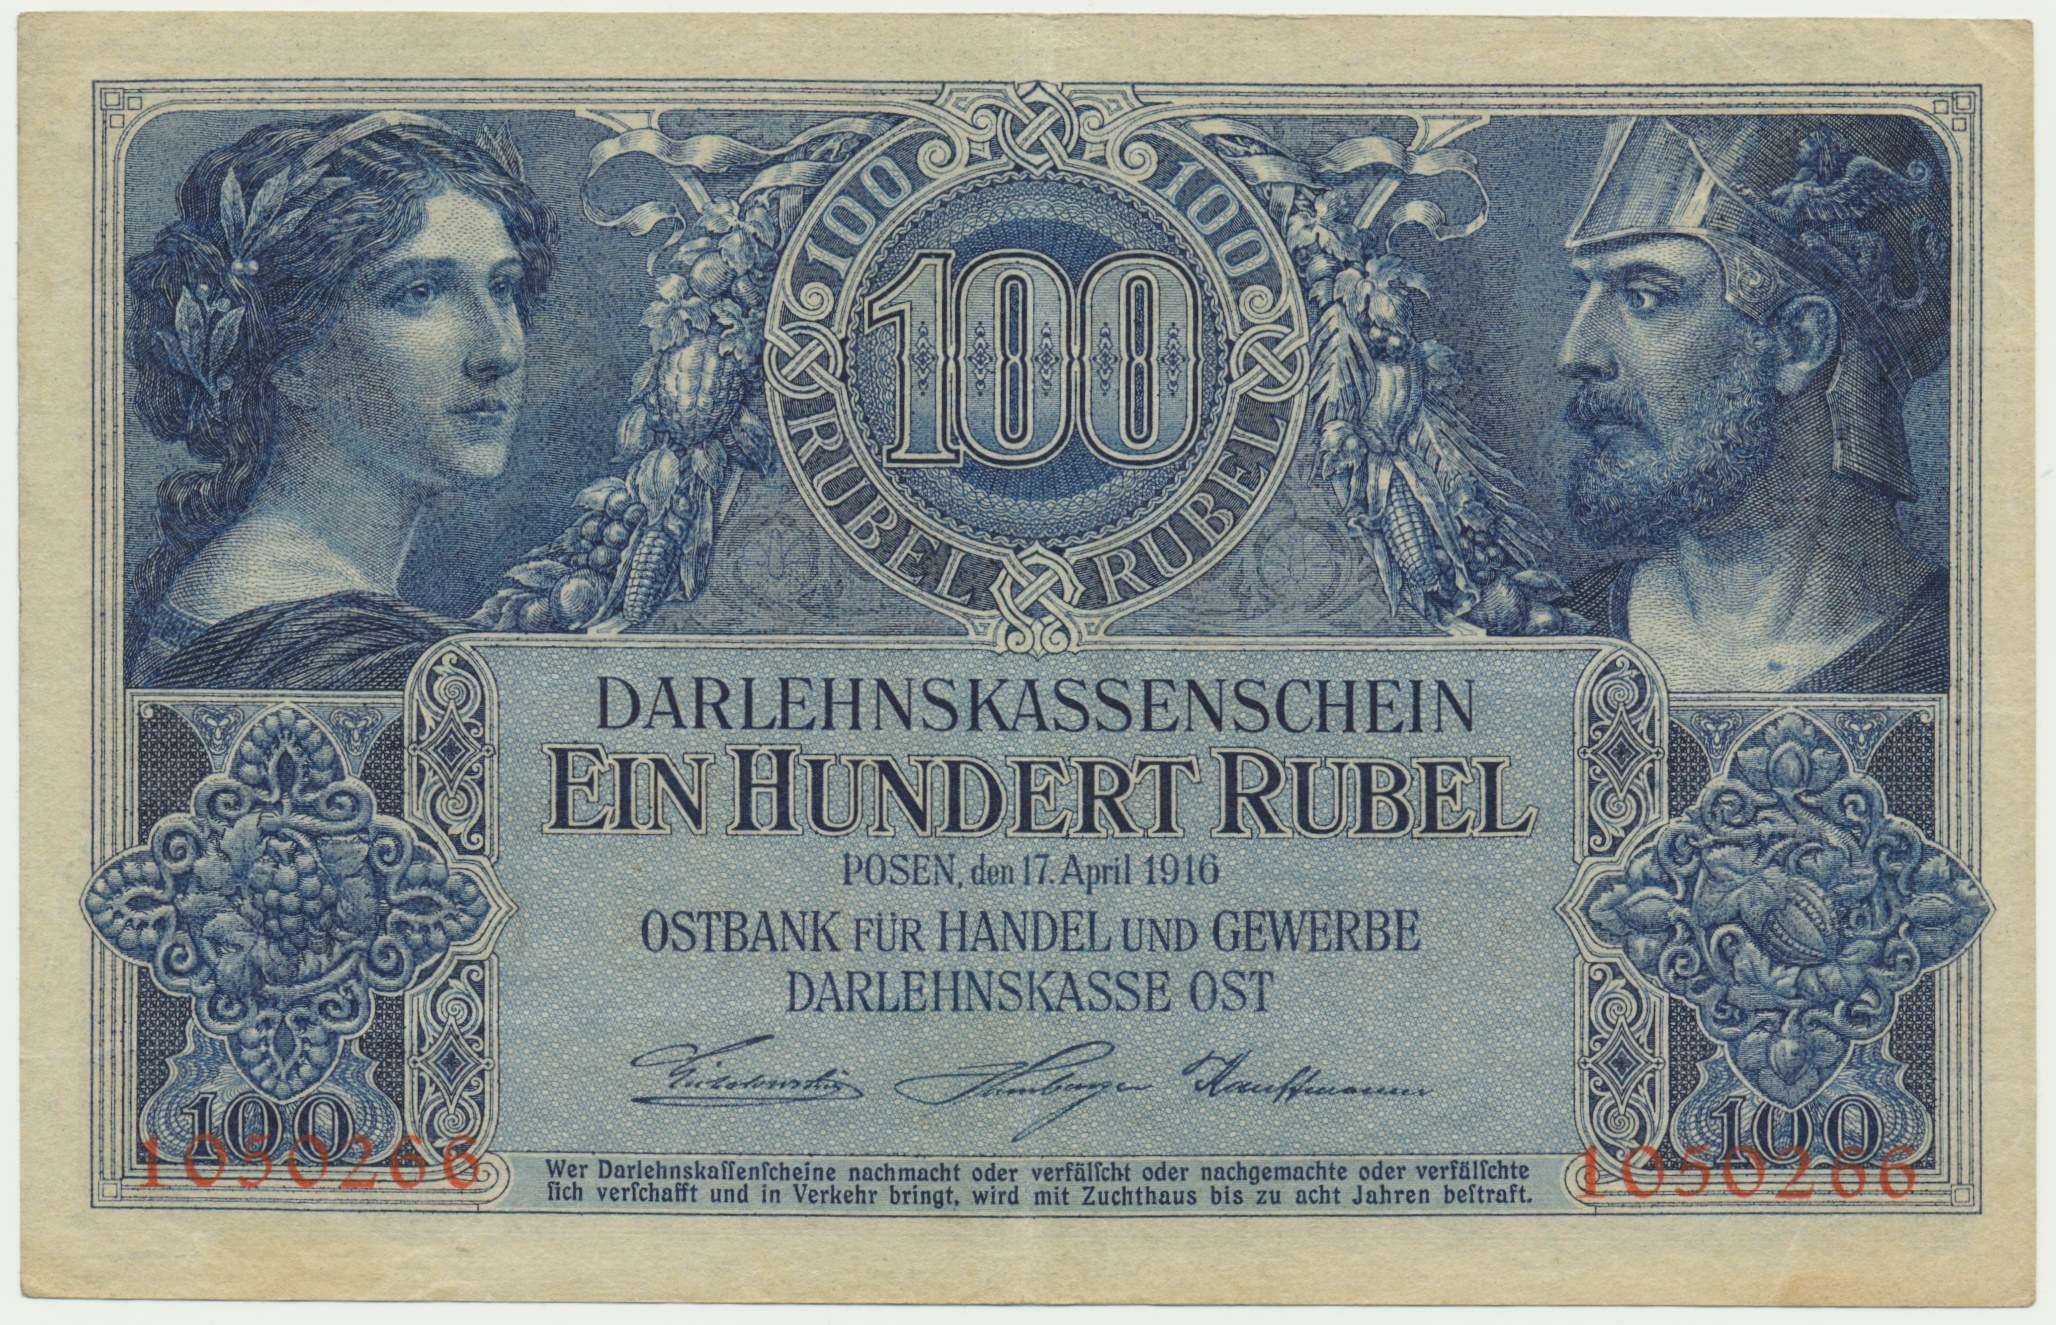 100 100
100
RUBEL RUBEL
DARLEHNSKASSENSCHEIN
EIN HUNDERT RUBEL
POSEN, den 17. April 1916
OSTBANK FÜR HANDEL UND GEWERBE
DARLEHNSKASSE OST
Kauffmann
100 100
1050266 1050266
Wer Darlehnskaſſenſcheine nachmacht oder verfälſcht oder nachgemachte oder verfälſchte
ſich verſchafft und in Verkehr bringt, wird mit Zuchthaus bis zu acht Jahren beſtraft.